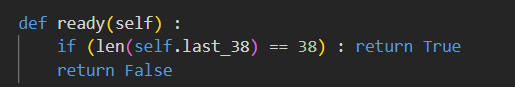 def ready(self) :
    if (len(self.last_38) == 38) : return True
    return False